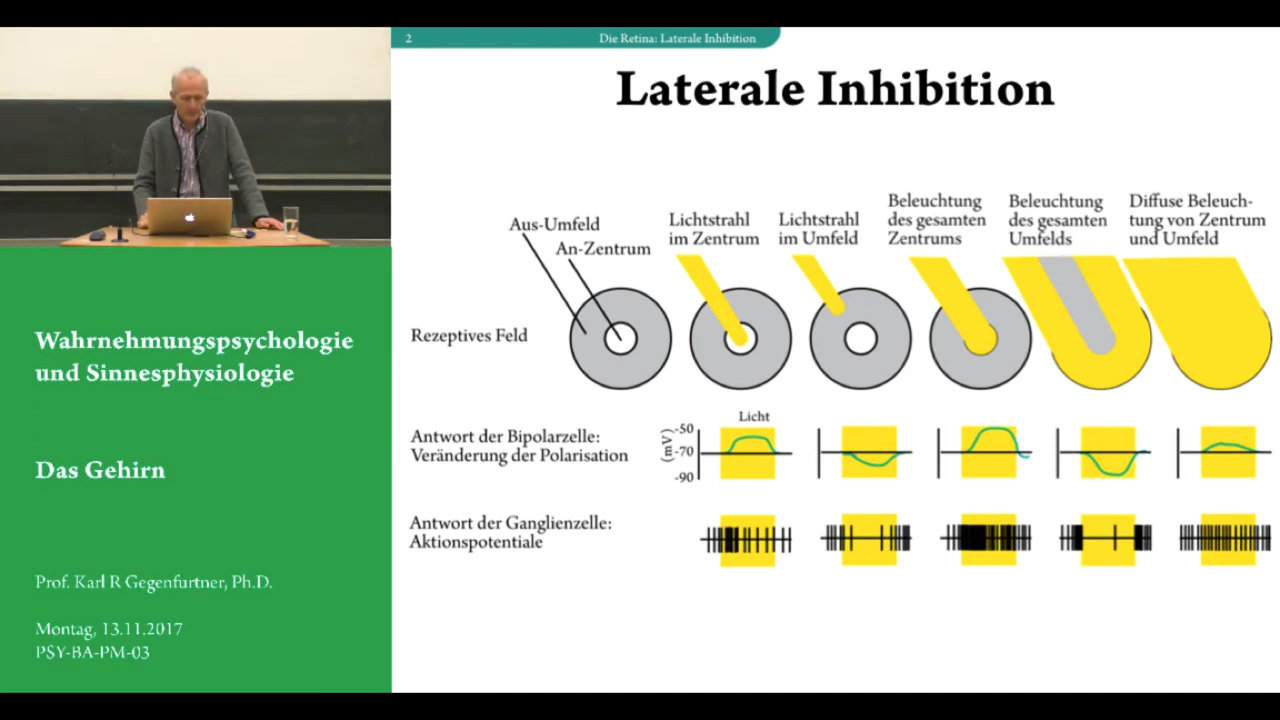 2
Die Retina: Laterale Inhibition
Laterale Inhibition
Aus-Umfeld
An-Zentrum
Lichtstrahl
im Zentrum
Lichtstrahl
im Umfeld
Beleuchtung
des gesamten
Zentrums
Beleuchtung
des gesamten
Umfelds
Diffuse Beleuch-
tung von Zentrum
und Umfeld
Rezeptives Feld
Licht
Antwort der Bipolarzelle:
Veränderung der Polarisation
(mV)
-50
-70
-90
Antwort der Ganglienzelle:
Aktionspotentiale
Wahrnehmungspsychologie
und Sinnesphysiologie
Das Gehirn
Prof. Karl R Gegenfurtner, Ph.D.
Montag, 13.11.2017
PSY-BA-PM-03